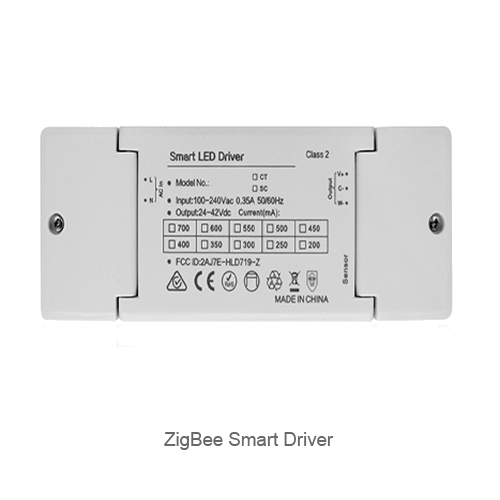 Smart LED Driver Class 2
Model No.: CT
SC
Input:100-240Vac 0.35A 50/60Hz
Output:24-42Vdc Current(mA):
700 600 550 500 450
400 350 300 250 200
FCC ID:2AJ7E-HLD719-Z
CE FC
MADE IN CHINA
L
N
AC In
Output
V+
C-
W-
Sensor
ZigBee Smart Driver